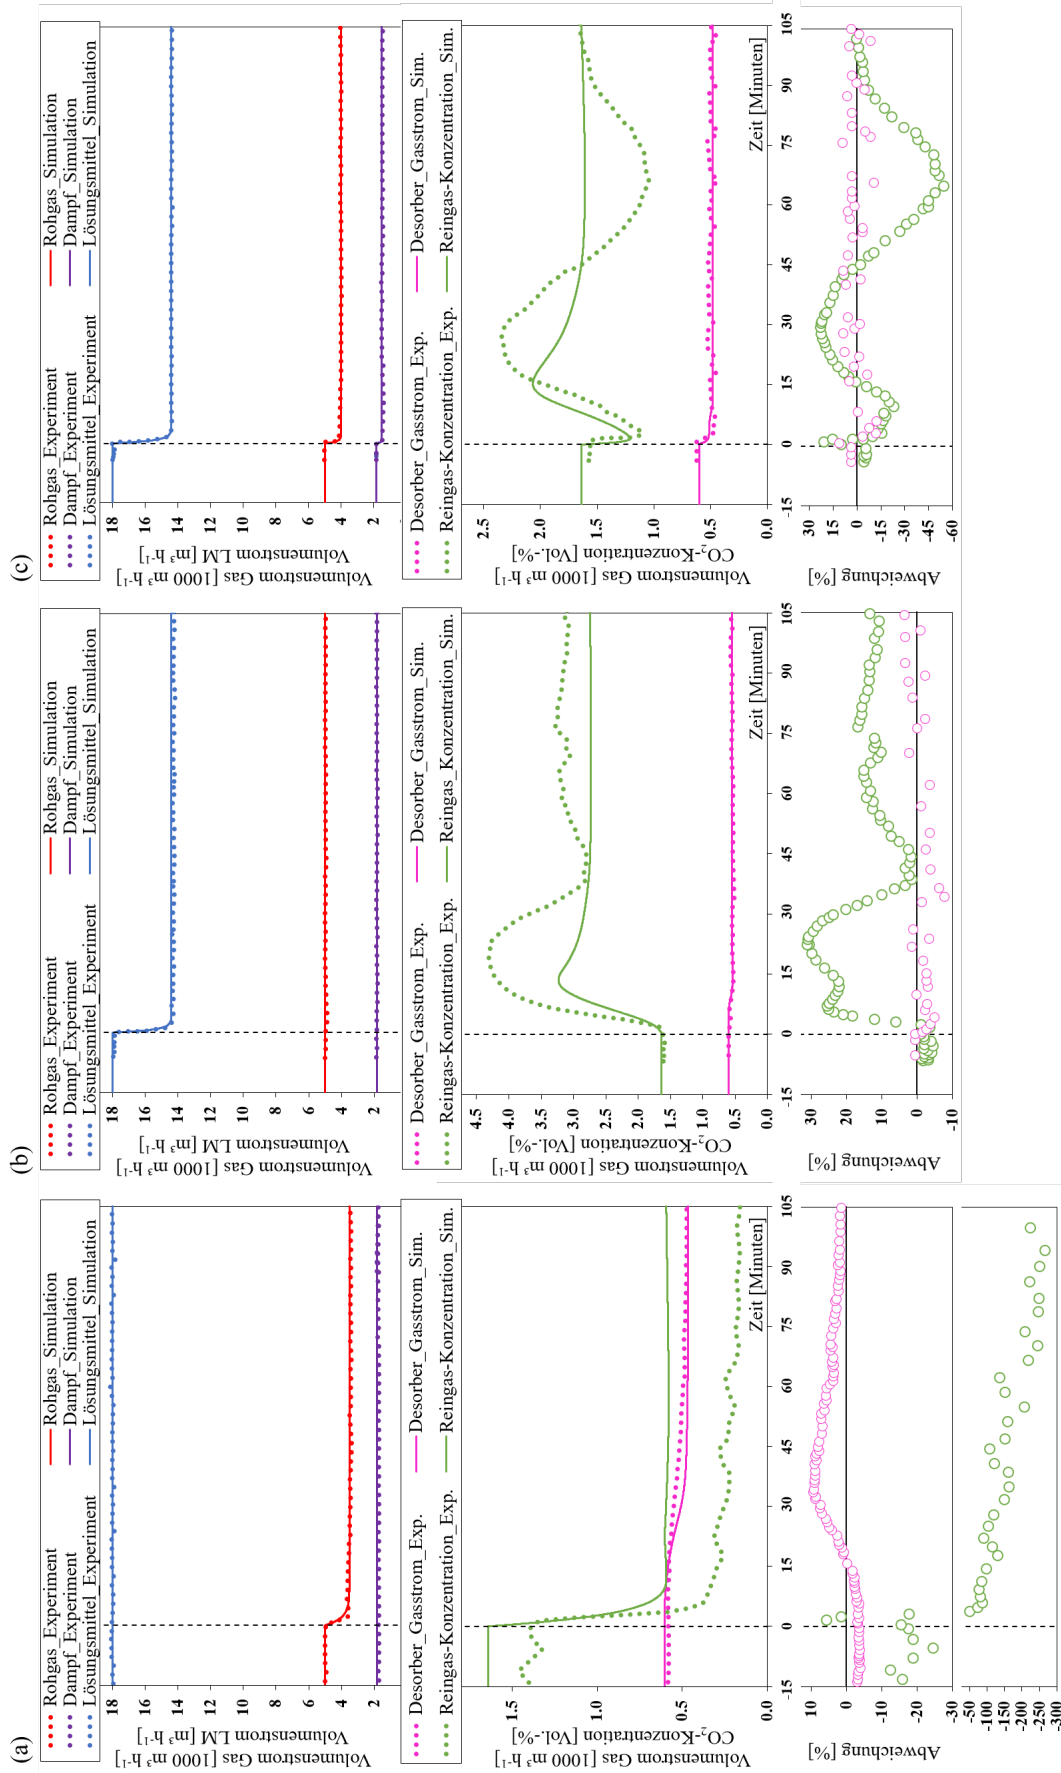 (a)
Rohgas_Experiment Rohgas_Simulation
Dampf_Experiment Dampf_Simulation
Lösungsmittel_Experiment Lösungsmittel_Simulation
Volumenstrom Gas [1000 m³ h⁻¹]
Volumenstrom LM [m³ h⁻¹]
18
16
14
12
10
8
6
4
2
Desorber_Gasstrom_Exp. Desorber_Gasstrom_Sim.
Reingas-Konzentration_Exp. Reingas-Konzentration_Sim.
Volumenstrom Gas [1000 m³ h⁻¹]
CO₂-Konzentration [Vol.-%]
1.5
1.0
0.5
0.0
-15 0 15 30 45 60 75 90 105
Zeit [Minuten]
Abweichung [%]
10
0
-10
-20
-30
-50
-100
-150
-200
-250
-300
(b)
Rohgas_Experiment Rohgas_Simulation
Dampf_Experiment Dampf_Simulation
Lösungsmittel_Experiment Lösungsmittel_Simulation
Volumenstrom Gas [1000 m³ h⁻¹]
Volumenstrom LM [m³ h⁻¹]
18
16
14
12
10
8
6
4
2
Desorber_Gasstrom_Exp. Desorber_Gasstrom_Sim.
Reingas-Konzentration_Exp. Reingas_Konzentration_Sim.
Volumenstrom Gas [1000 m³ h⁻¹]
CO₂-Konzentration [Vol.-%]
4.5
4.0
3.5
3.0
2.5
2.0
1.5
1.0
0.5
0.0
-15 0 15 30 45 60 75 90 105
Zeit [Minuten]
Abweichung [%]
30
20
10
0
-10
(c)
Rohgas_Experiment Rohgas_Simulation
Dampf_Experiment Dampf_Simulation
Lösungsmittel_Experiment Lösungsmittel_Simulation
Volumenstrom Gas [1000 m³ h⁻¹]
Volumenstrom LM [m³ h⁻¹]
18
16
14
12
10
8
6
4
2
Desorber_Gasstrom_Exp. Desorber_Gasstrom_Sim.
Reingas-Konzentration_Exp. Reingas-Konzentration_Sim.
Volumenstrom Gas [1000 m³ h⁻¹]
CO₂-Konzentration [Vol.-%]
2.5
2.0
1.5
1.0
0.5
0.0
-15 0 15 30 45 60 75 90 105
Zeit [Minuten]
Abweichung [%]
30
15
0
-15
-30
-45
-60